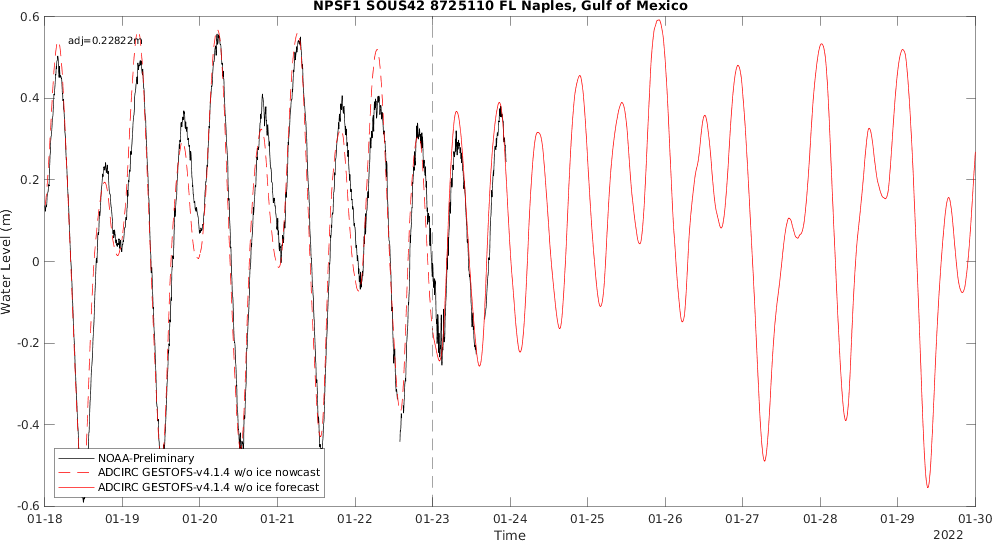 NPSF1 SOUS42 8725110 FL Naples, Gulf of Mexico
adj=0.22822m
0.6
0.4
0.2
0
-0.2
-0.4
-0.6
Water Level (m)
NOAA-Preliminary
ADCIRC GESTOFS-v4.1.4 w/o ice nowcast
ADCIRC GESTOFS-v4.1.4 w/o ice forecast
01-18 01-19 01-20 01-21 01-22 01-23 01-24 01-25 01-26 01-27 01-28 01-29 01-30
Time
2022